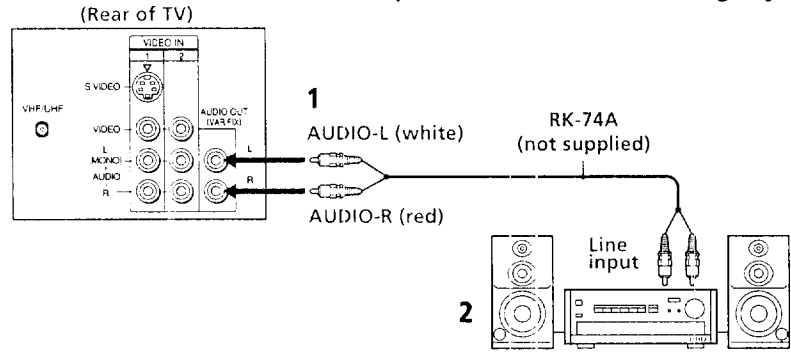 (Rear of TV)
VIDEO IN
1 2
S VIDEO
VHF/UHF
AUDIO OUT
(VAR/FIX)
VIDEO
L
(MONO)
AUDIO
R
L
R
1
AUDIO-L (white)
AUDIO-R (red)
RK-74A
(not supplied)
Line
input
2